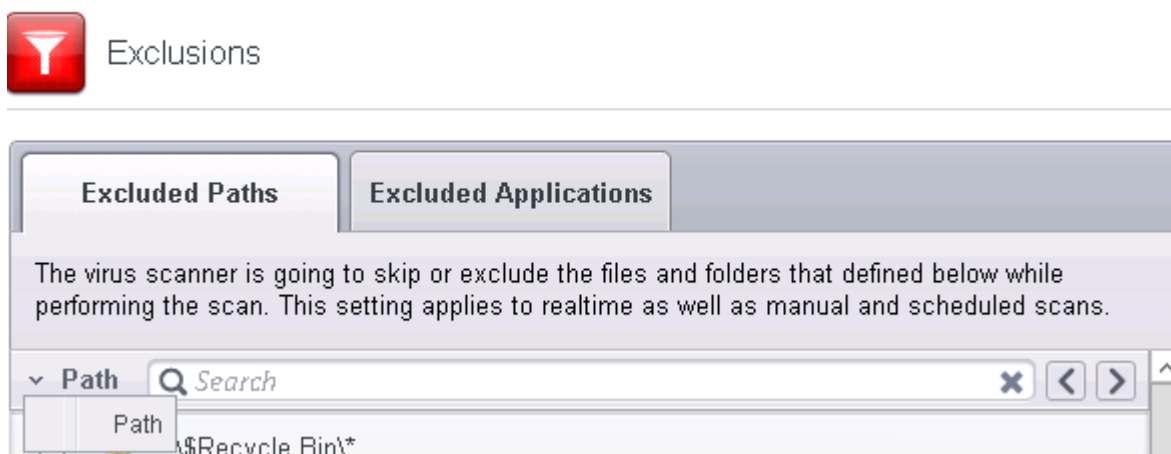 Exclusions
Excluded Paths
Excluded Applications
The virus scanner is going to skip or exclude the files and folders that defined below while
performing the scan. This setting applies to realtime as well as manual and scheduled scans.
Path
Search
Path
\$Recycle.Bin\*